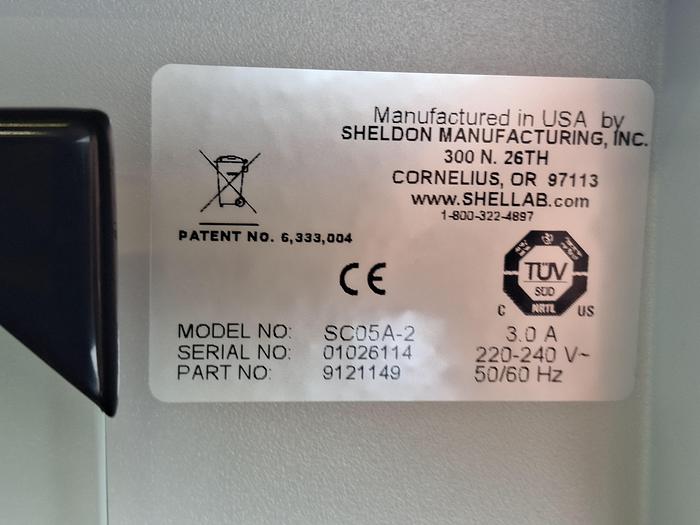 Manufactured in USA by
SHELDON MANUFACTURING, INC.
300 N. 26TH
CORNELIUS, OR 97113
www.SHELLAB.com
1-800-322-4897
PATENT NO. 6,333,004
CE
TÜV
SÜD
NRTL
C US
MODEL NO: SC05A-2 3.0 A
SERIAL NO: 01026114 220-240 V~
PART NO: 9121149 50/60 Hz